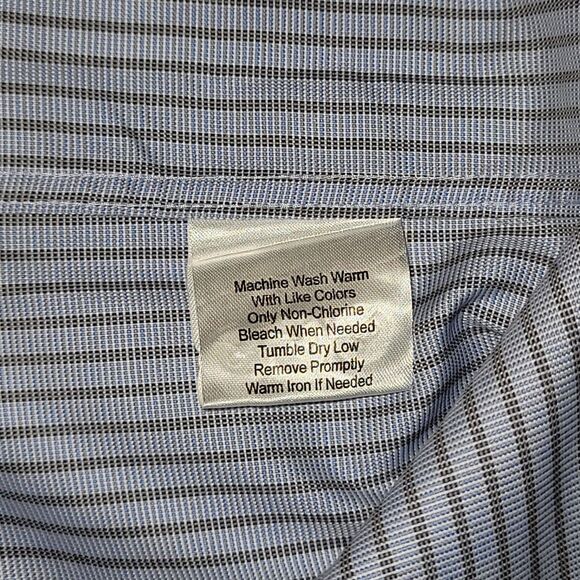 Machine Wash Warm
With Like Colors
Only Non-Chlorine
Bleach When Needed
Tumble Dry Low
Remove Promptly
Warm Iron If Needed